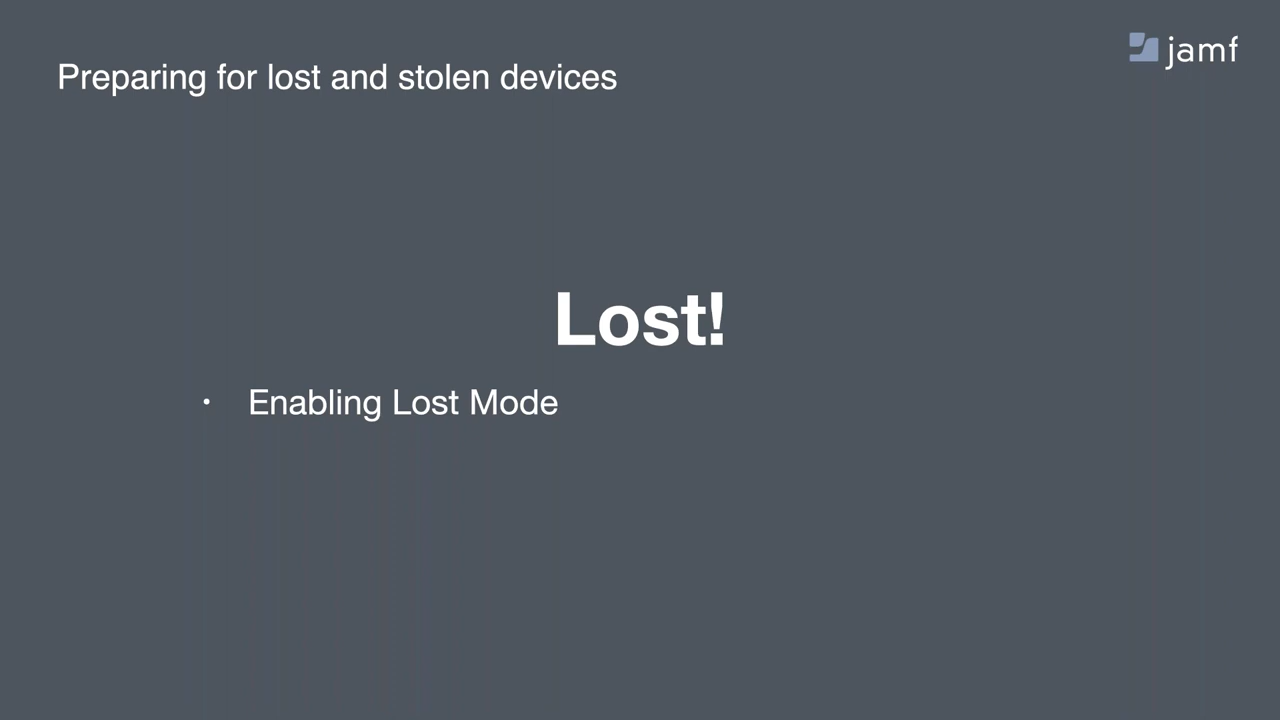 jamf
Preparing for lost and stolen devices
Lost!
• Enabling Lost Mode